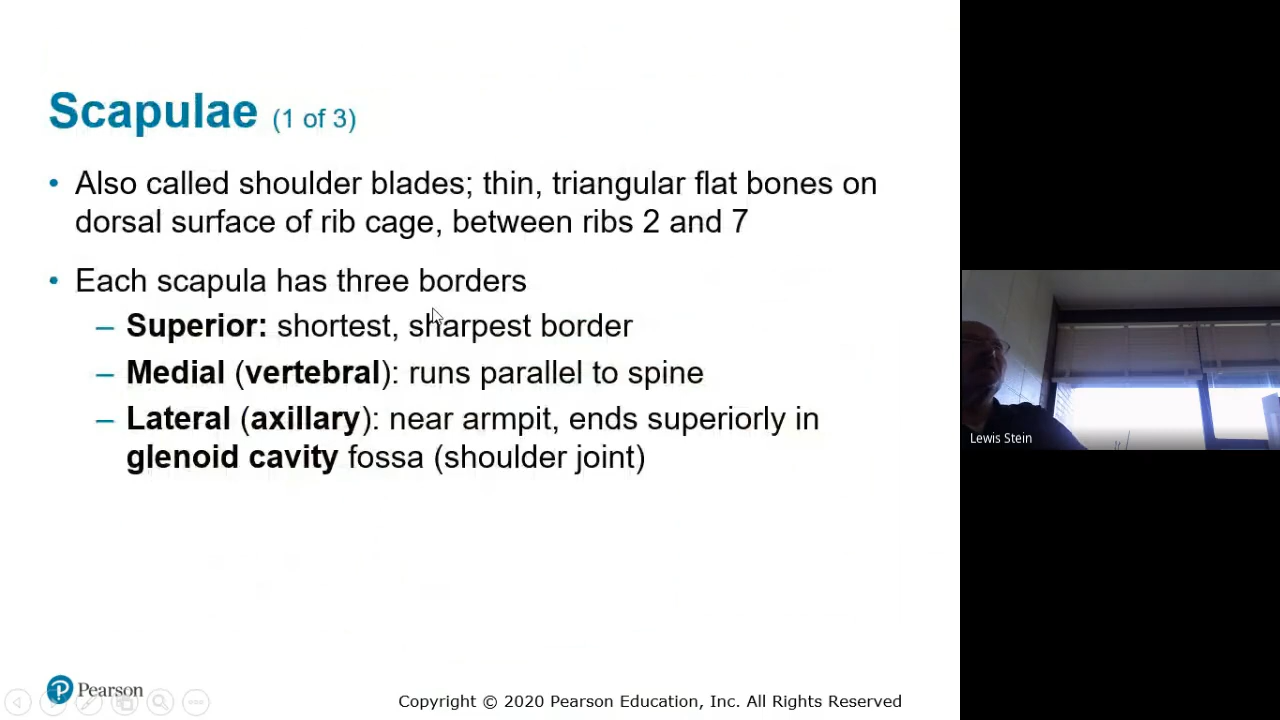 Scapulae (1 of 3)
• Also called shoulder blades; thin, triangular flat bones on
dorsal surface of rib cage, between ribs 2 and 7
• Each scapula has three borders
– Superior: shortest, sharpest border
– Medial (vertebral): runs parallel to spine
– Lateral (axillary): near armpit, ends superiorly in
glenoid cavity fossa (shoulder joint)
Lewis Stein
Pearson
Copyright © 2020 Pearson Education, Inc. All Rights Reserved